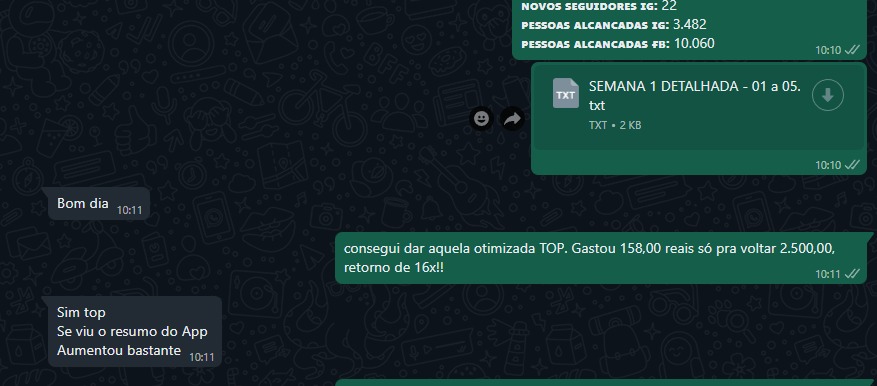 NOVOS SEGUIDORES IG: 22
PESSOAS ALCANCADAS IG: 3.482
PESSOAS ALCANCADAS FB: 10.060
10:10
SEMANA 1 DETALHADA - 01 a 05.
txt
TXT
TXT • 2 KB
10:10
Bom dia
10:11
consegui dar aquela otimizada TOP. Gastou 158,00 reais só pra voltar 2.500,00,
retorno de 16x!!
10:11
Sim top
Se viu o resumo do App
Aumentou bastante
10:11